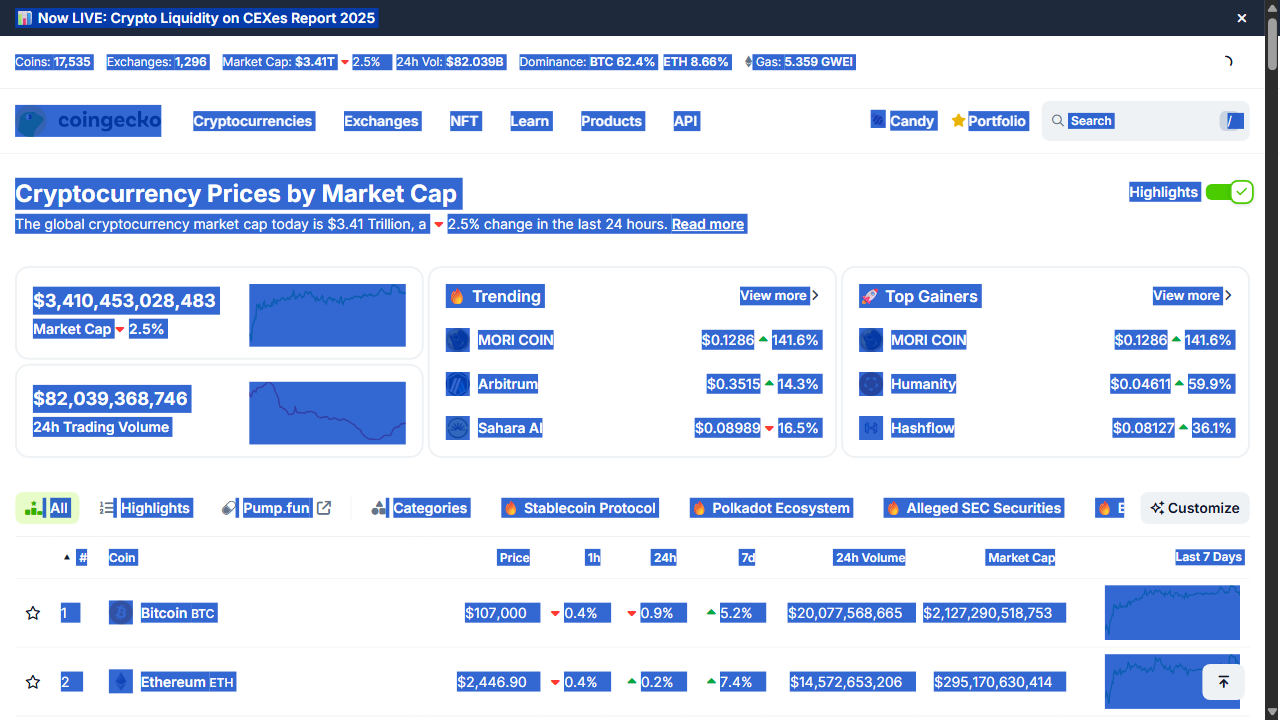 Now LIVE: Crypto Liquidity on CEXes Report 2025
Coins: 17,535 Exchanges: 1,296 Market Cap: $3.41T 2.5% 24h Vol: $82.039B Dominance: BTC 62.4% ETH 8.66% Gas: 5.359 GWEI
coingecko Cryptocurrencies Exchanges NFT Learn Products API Candy Portfolio Search /
Cryptocurrency Prices by Market Cap Highlights
The global cryptocurrency market cap today is $3.41 Trillion, a 2.5% change in the last 24 hours. Read more
$3,410,453,028,483
Market Cap 2.5%
$82,039,368,746
24h Trading Volume
Trending View more
MORI COIN $0.1286 141.6%
Arbitrum $0.3515 14.3%
Sahara AI $0.08989 16.5%
Top Gainers View more
MORI COIN $0.1286 141.6%
Humanity $0.04611 59.9%
Hashflow $0.08127 36.1%
All Highlights Pump.fun Categories Stablecoin Protocol Polkadot Ecosystem Alleged SEC Securities E Customize
# Coin Price 1h 24h 7d 24h Volume Market Cap Last 7 Days
1 Bitcoin BTC $107,000 0.4% 0.9% 5.2% $20,077,568,665 $2,127,290,518,753
2 Ethereum ETH $2,446.90 0.4% 0.2% 7.4% $14,572,653,206 $295,170,630,414